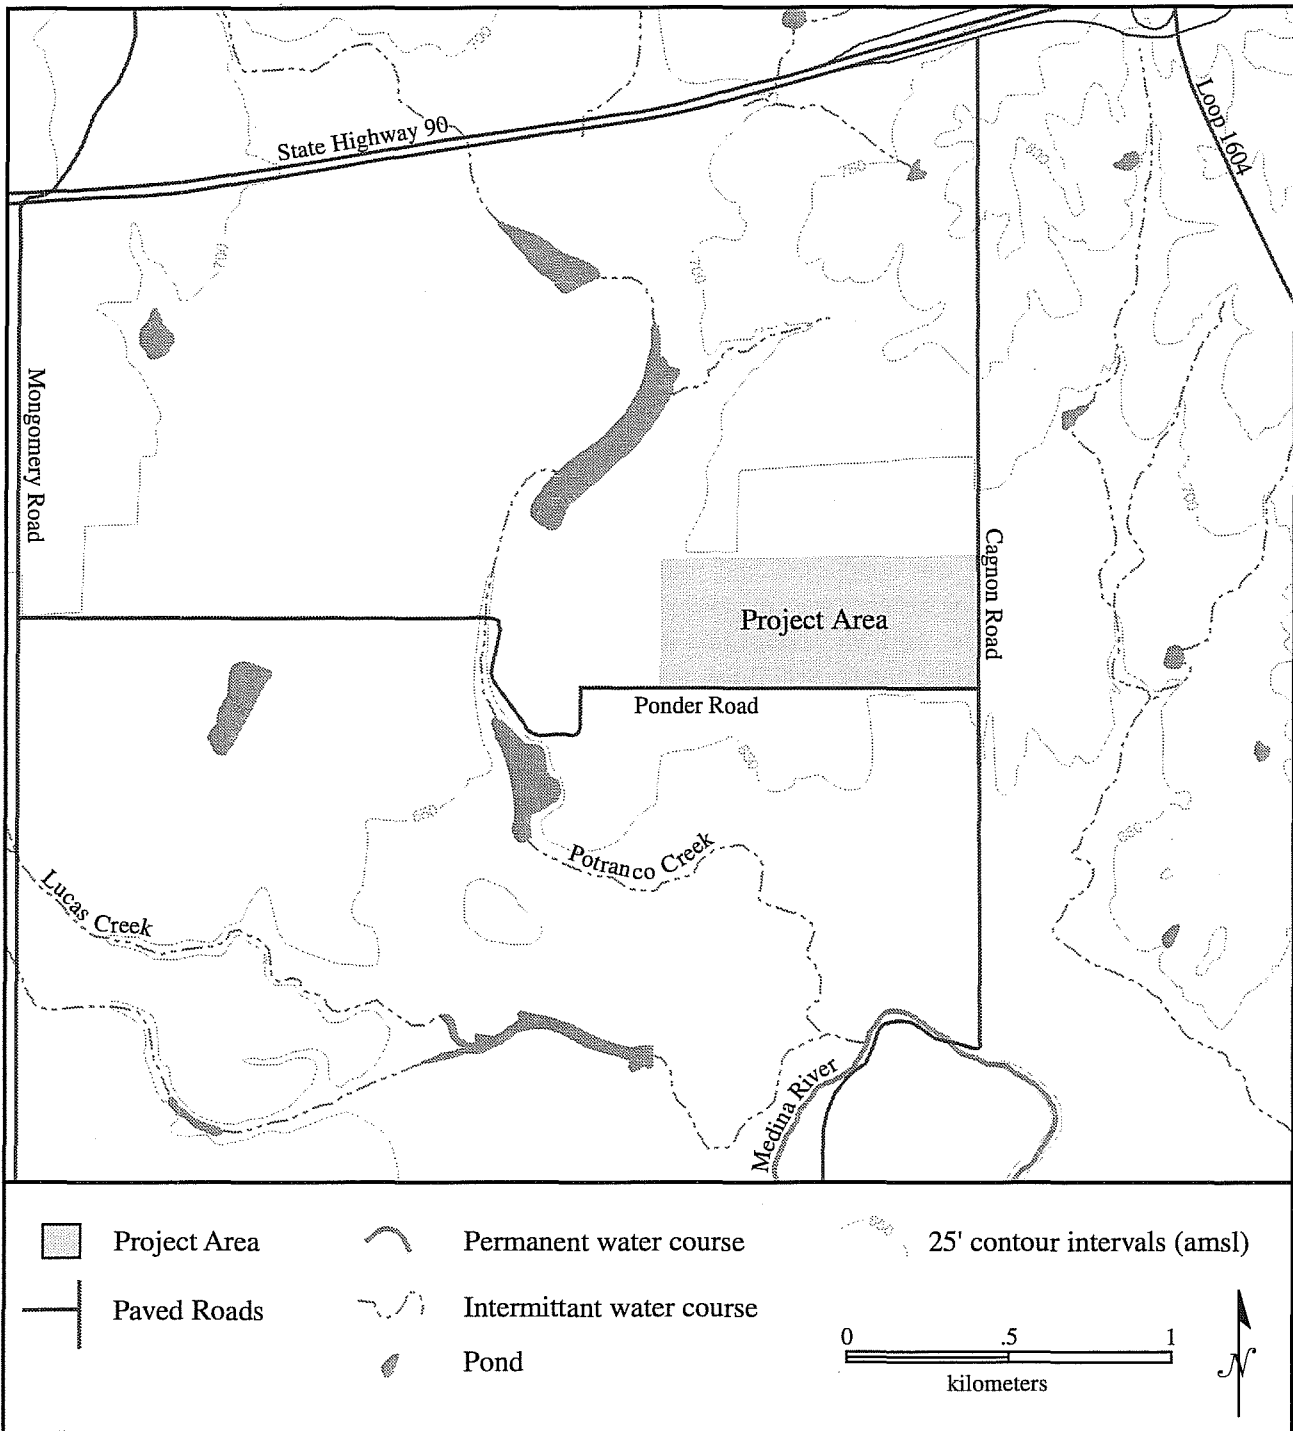 State Highway 90
Loop 1604
Mongomery Road
Cagnon Road
Project Area
Ponder Road
Potranco Creek
Lucas Creek
Medina River
700
650
Project Area
Permanent water course
25' contour intervals (amsl)
Paved Roads
Intermittant water course
Pond
0 .5 1
kilometers
N